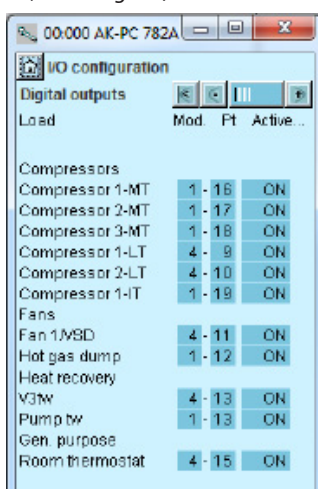 00:000 AK-PC 782A
I/O configuration
Digital outputs
Load Mod. Pt Active...
Compressors
Compressor 1-MT 1 - 16 ON
Compressor 2-MT 1 - 17 ON
Compressor 3-MT 1 - 18 ON
Compressor 1-LT 4 - 9 ON
Compressor 2-LT 4 - 10 ON
Compressor 1-IT 1 - 19 ON
Fans
Fan 1/VSD 4 - 11 ON
Hot gas dump 1 - 12 ON
Heat recovery
V3tw 4 - 13 ON
Pump tw 1 - 13 ON
Gen. purpose
Room thermostat 4 - 15 ON